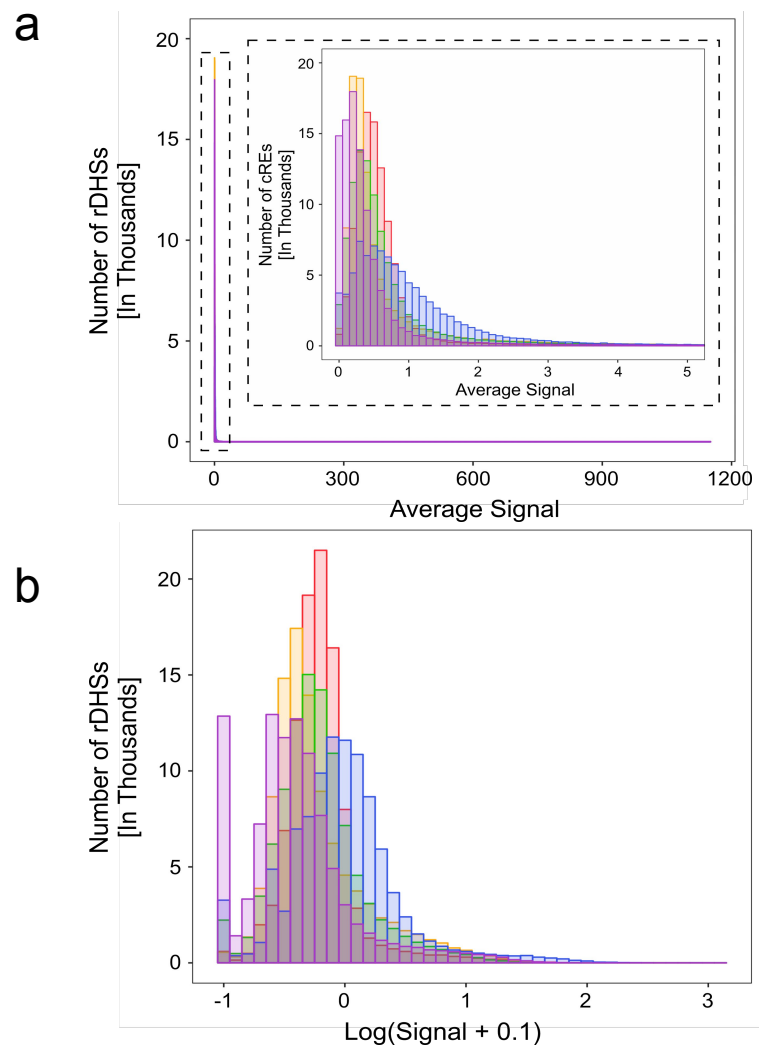 a
Number of rDHSs
[In Thousands]
20
15
10
5
0
0
300
600
900
1200
Average Signal
Number of cREs
[In Thousands]
20
15
10
5
0
0
1
2
3
4
5
Average Signal
b
Number of rDHSs
[In Thousands]
20
15
10
5
0
-1
0
1
2
3
Log(Signal + 0.1)